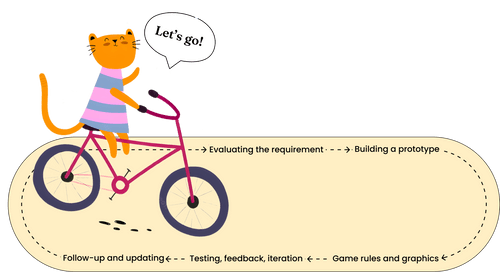 Let's go!
Evaluating the requirement
Building a prototype
Follow-up and updating
Testing, feedback, iteration
Game rules and graphics